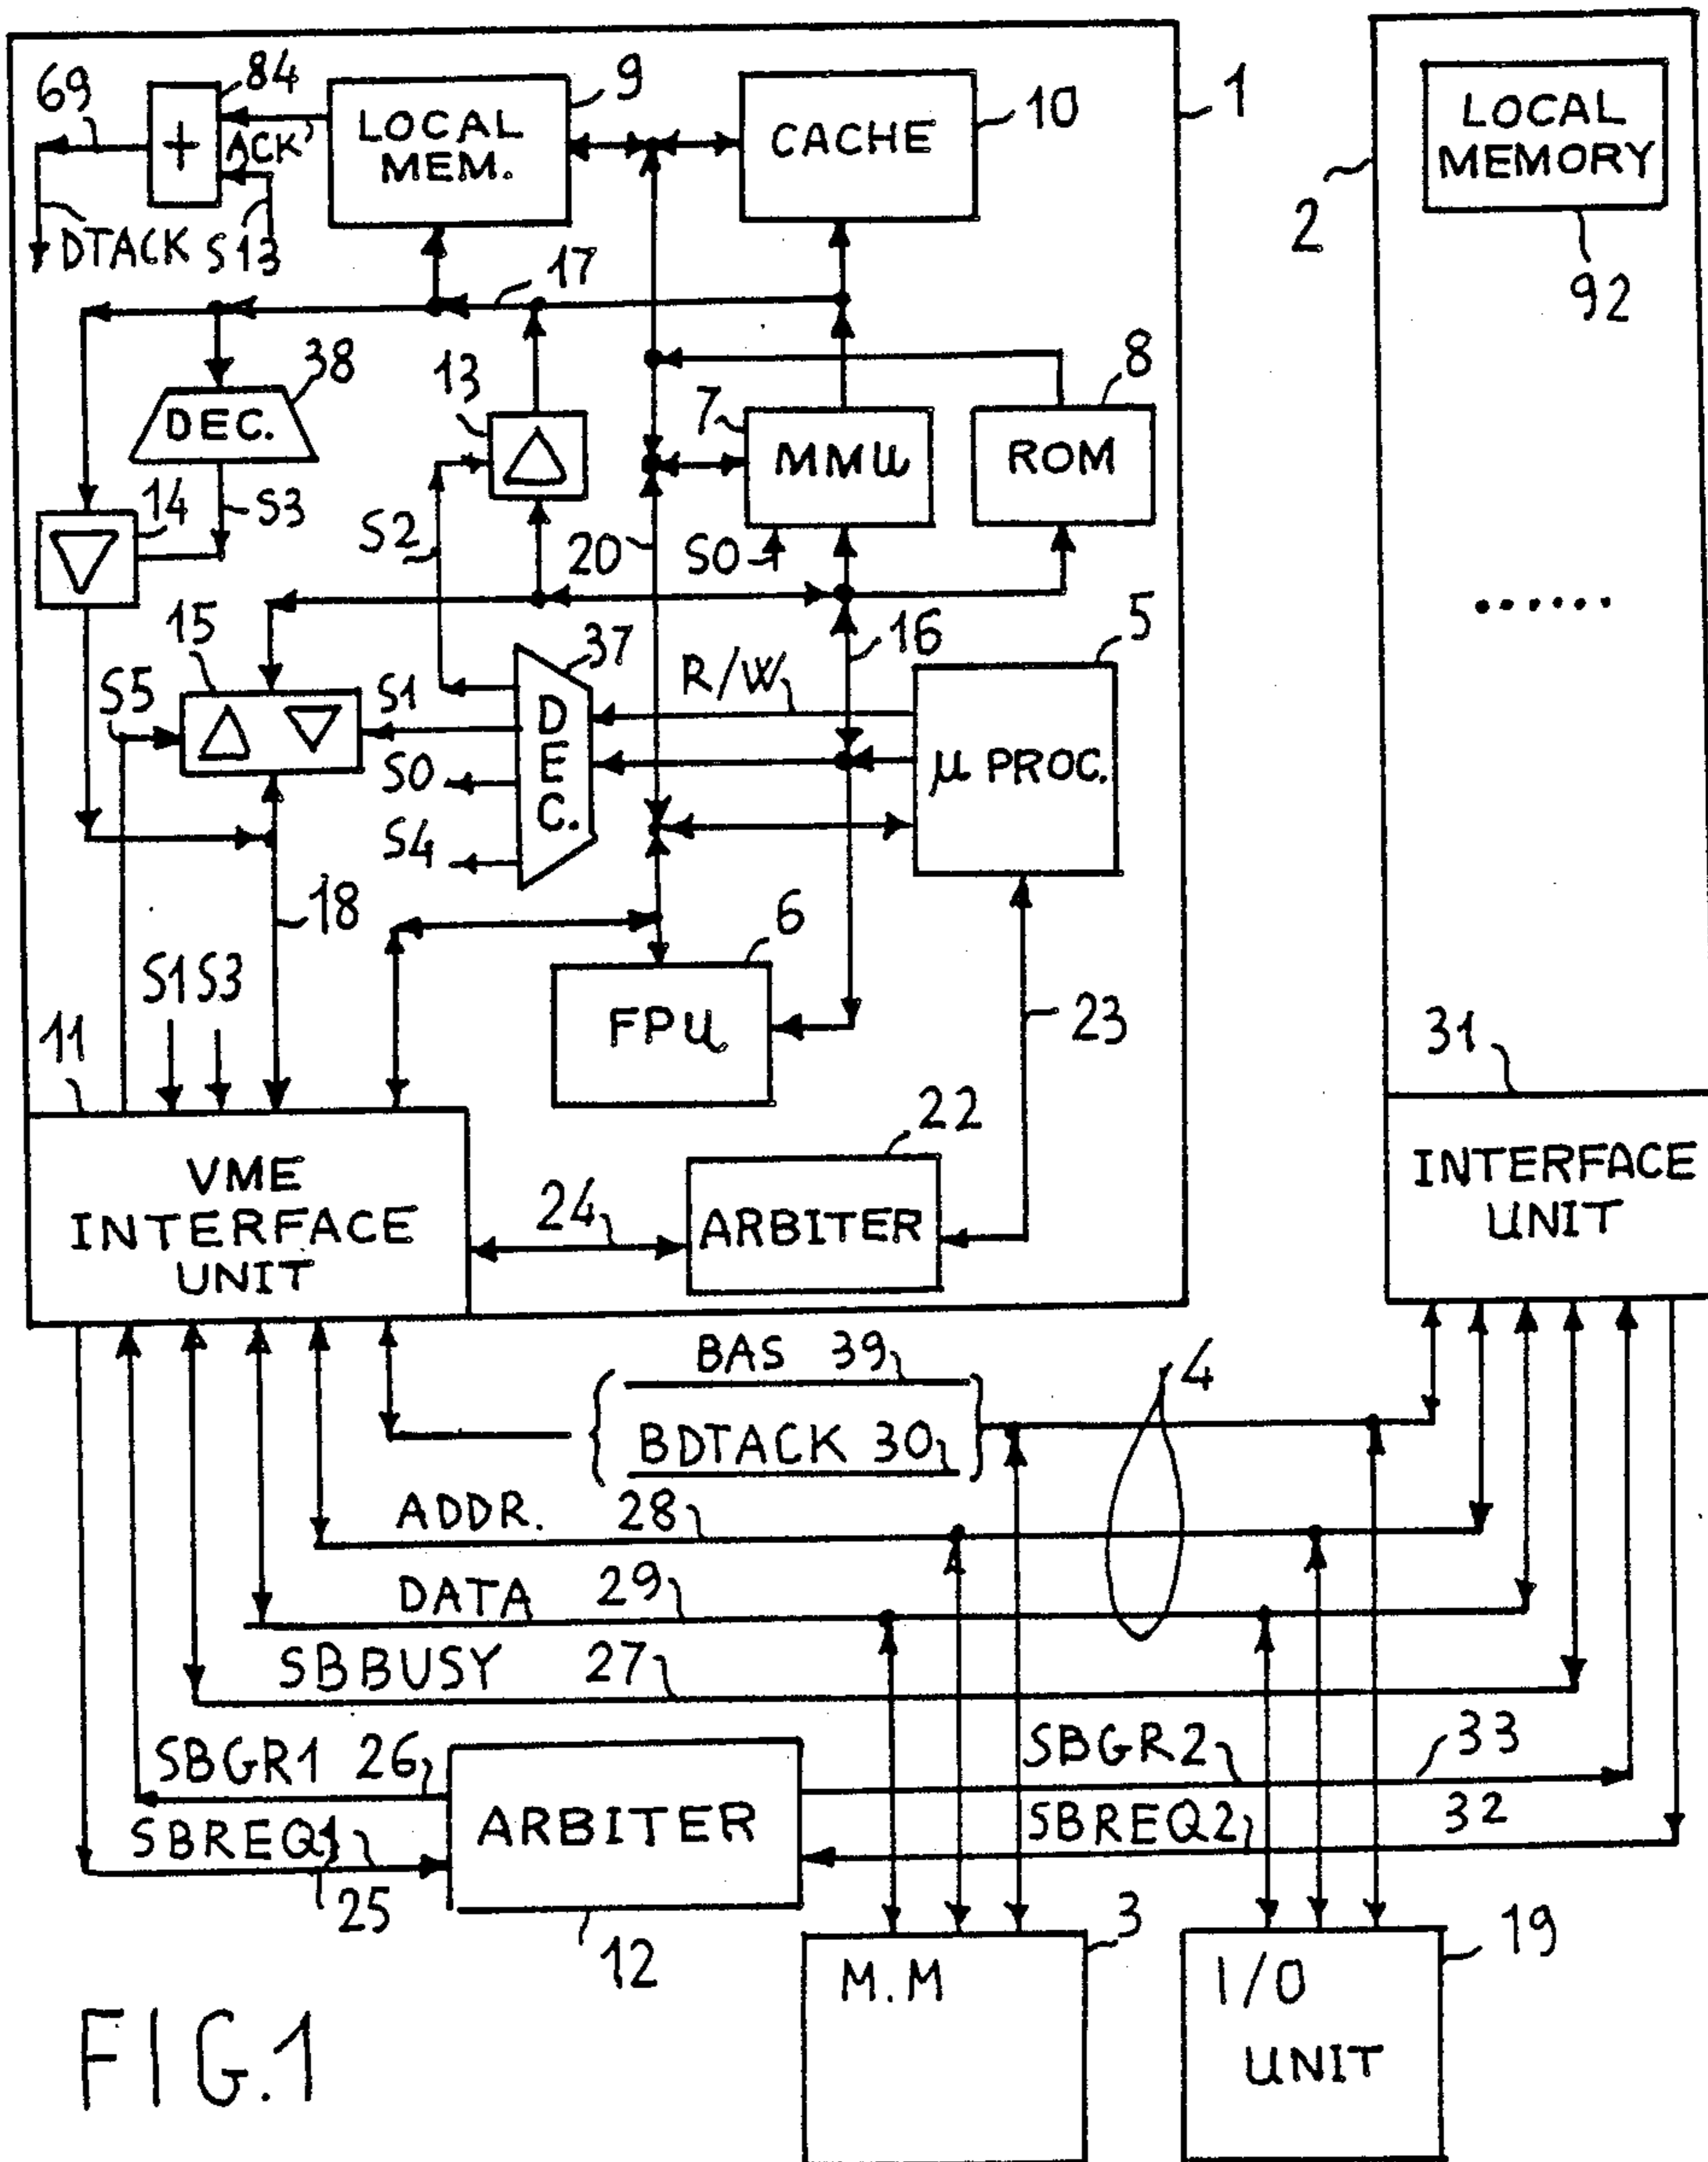 84
69
9
10
1
LOCAL
MEM.
CACHE
LOCAL
MEMORY
+
ACK'
2
DTACK
S13
17
92
38
13
7
8
DEC.
MMU
ROM
14
S3
S2
20
S0
15
37
16
5
R/W
S5
S1
DEC.
μ PROC.
S0
S4
18
6
S1
S3
FPU
23
11
31
22
VME
INTERFACE
UNIT
24
ARBITER
INTERFACE
UNIT
BAS 39
4
BDTACK 30
ADDR. 28
DATA 29
SBBUSY 27
SBGR1 26
SBGR2
33
ARBITER
SBREQ1
SBREQ2
32
25
12
3
19
M.M
I/O
UNIT
FIG.1